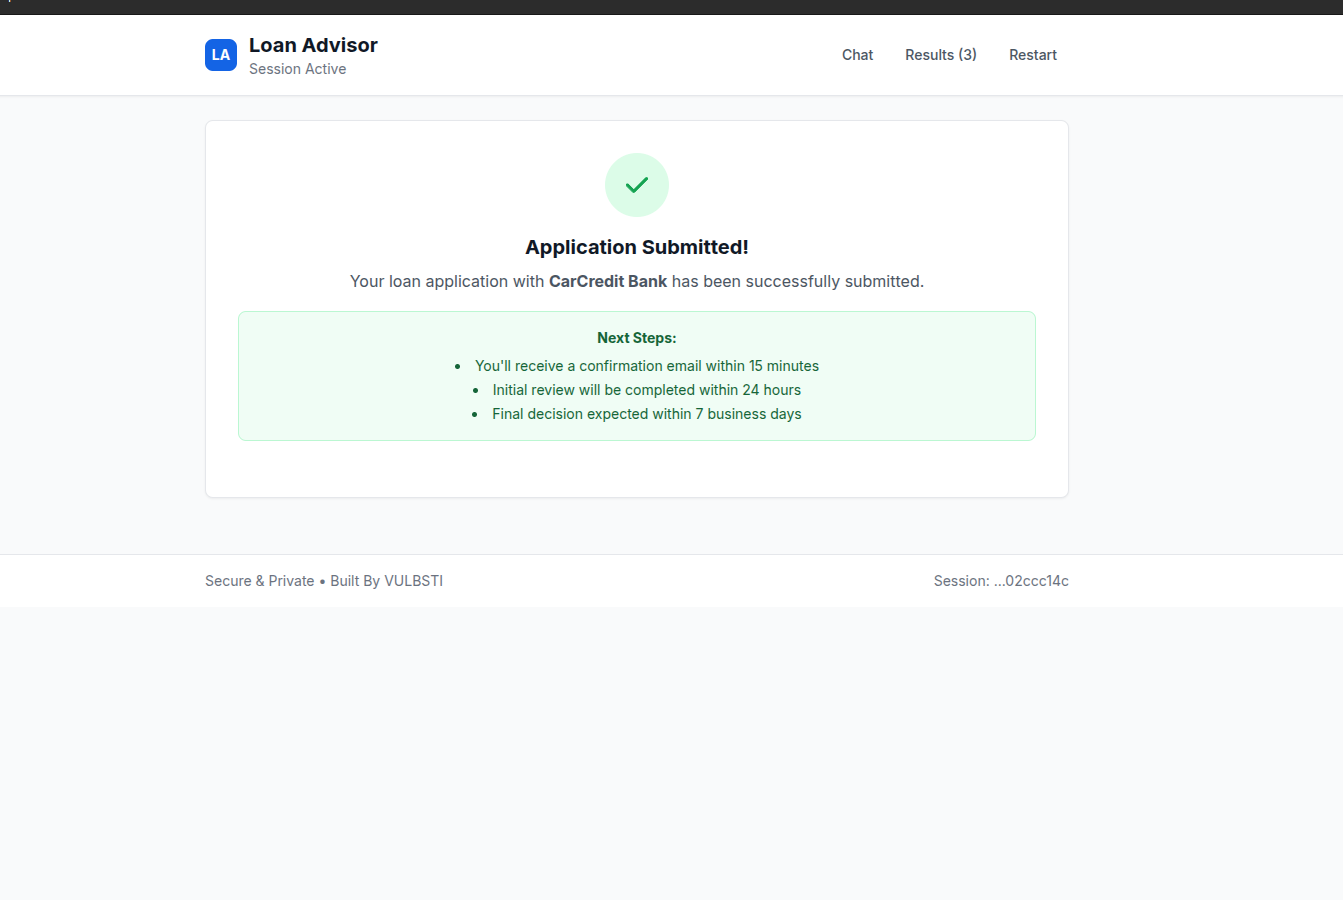 LA
Loan Advisor
Session Active
Chat
Results (3)
Restart
Application Submitted!
Your loan application with CarCredit Bank has been successfully submitted.
Next Steps:
• You'll receive a confirmation email within 15 minutes
• Initial review will be completed within 24 hours
• Final decision expected within 7 business days
Secure & Private • Built By VULBSTI
Session: ...02ccc14c